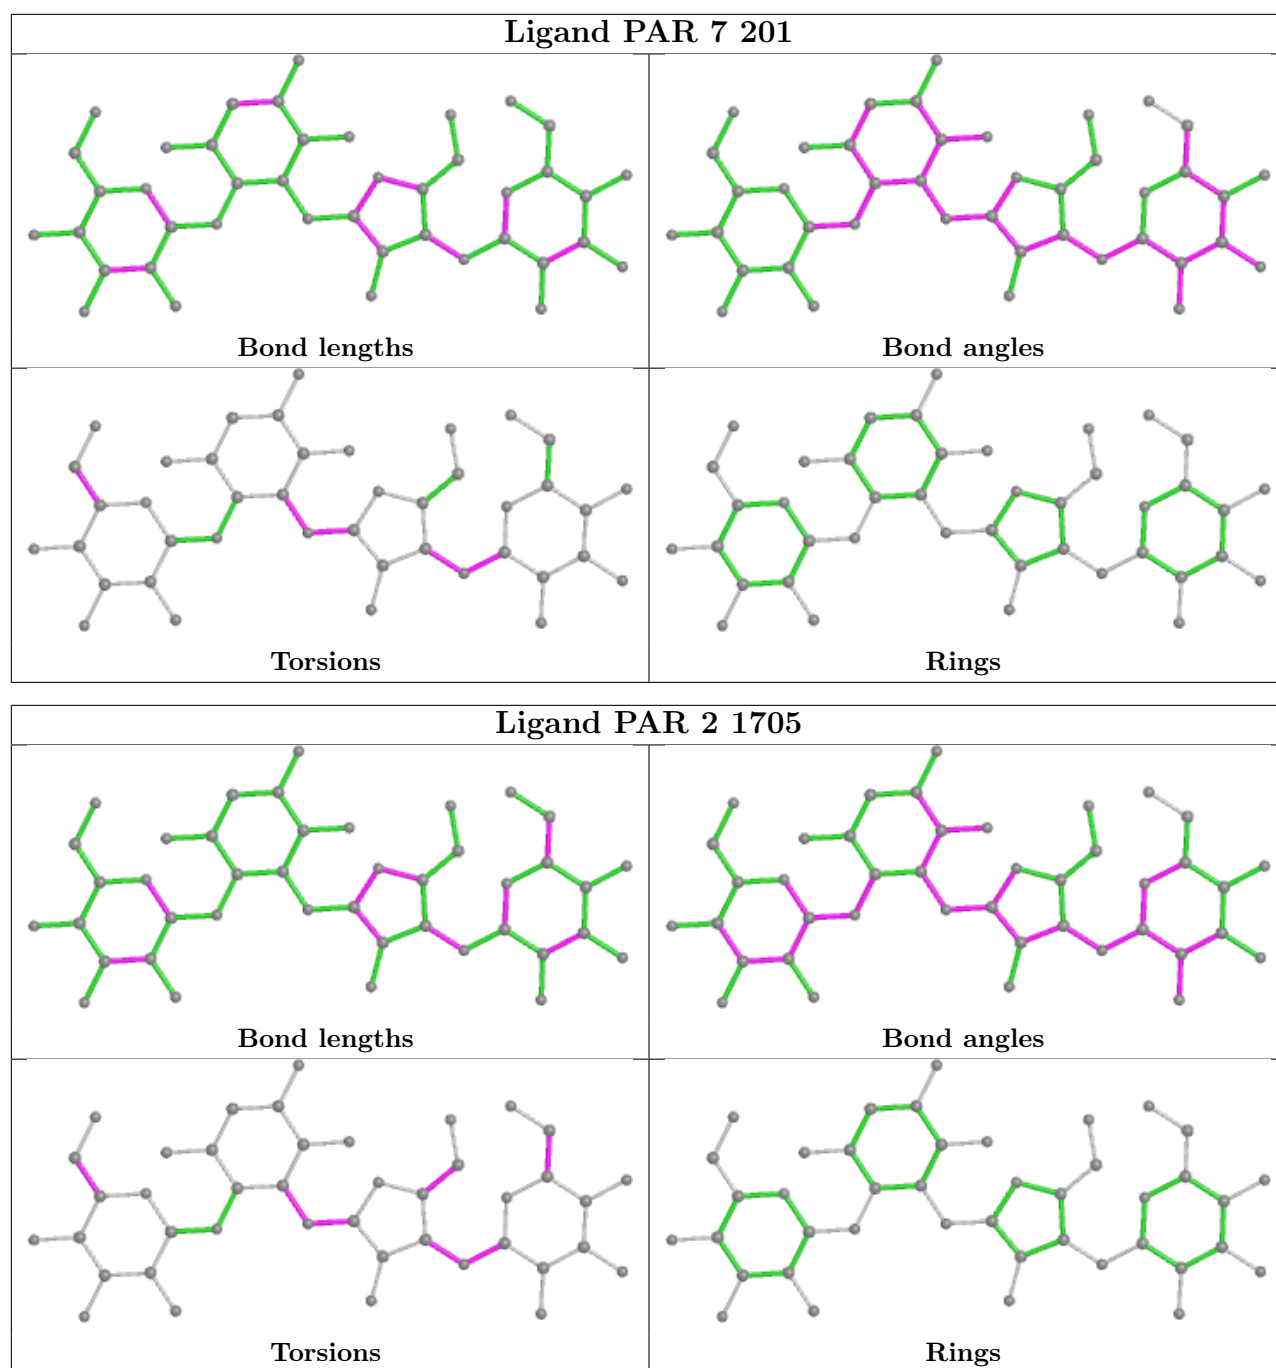 Ligand PAR 7 201
Bond lengths
Bond angles
Torsions
Rings
Ligand PAR 2 1705
Bond lengths
Bond angles
Torsions
Rings